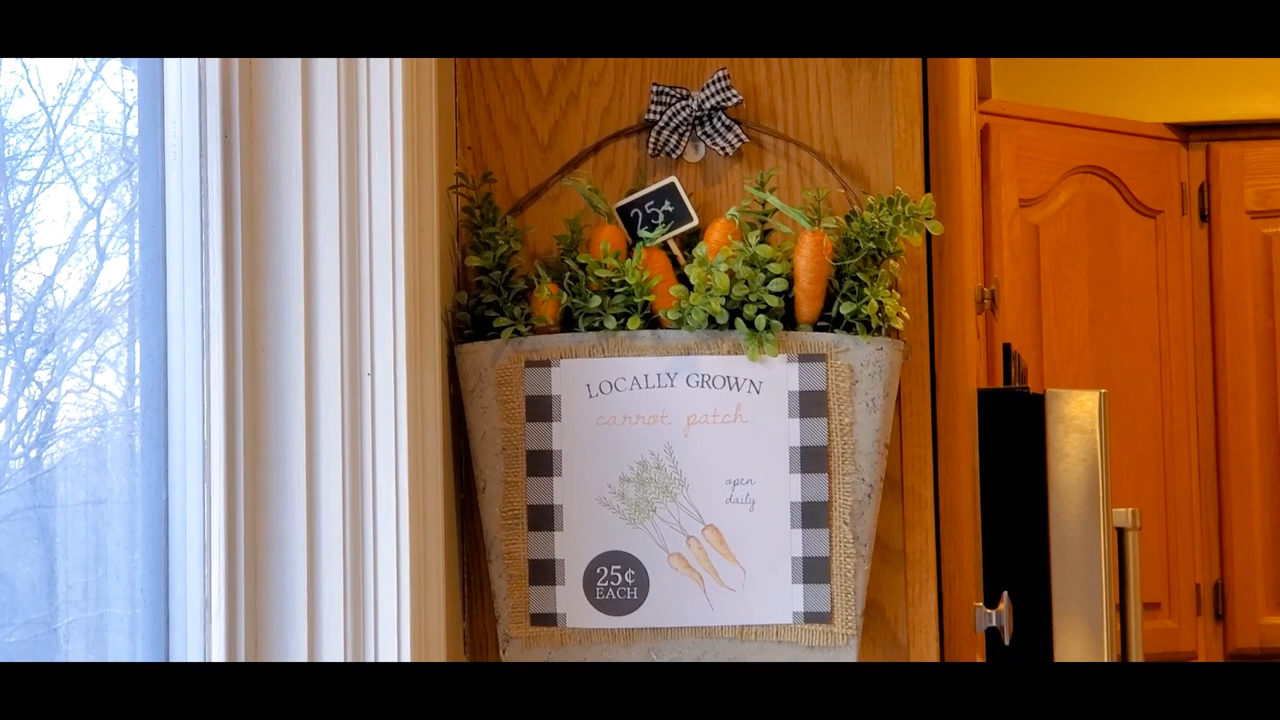 25¢
LOCALLY GROWN
carrot patch
open
daily
25¢
EACH